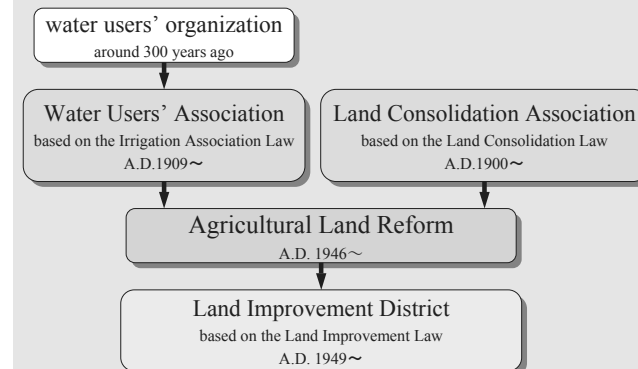 water users’ organization
around 300 years ago
Water Users’ Association
based on the Irrigation Association Law
A.D.1909～
Land Consolidation Association
based on the Land Consolidation Law
A.D.1900～
Agricultural Land Reform
A.D. 1946～
Land Improvement District
based on the Land Improvement Law
A.D. 1949～